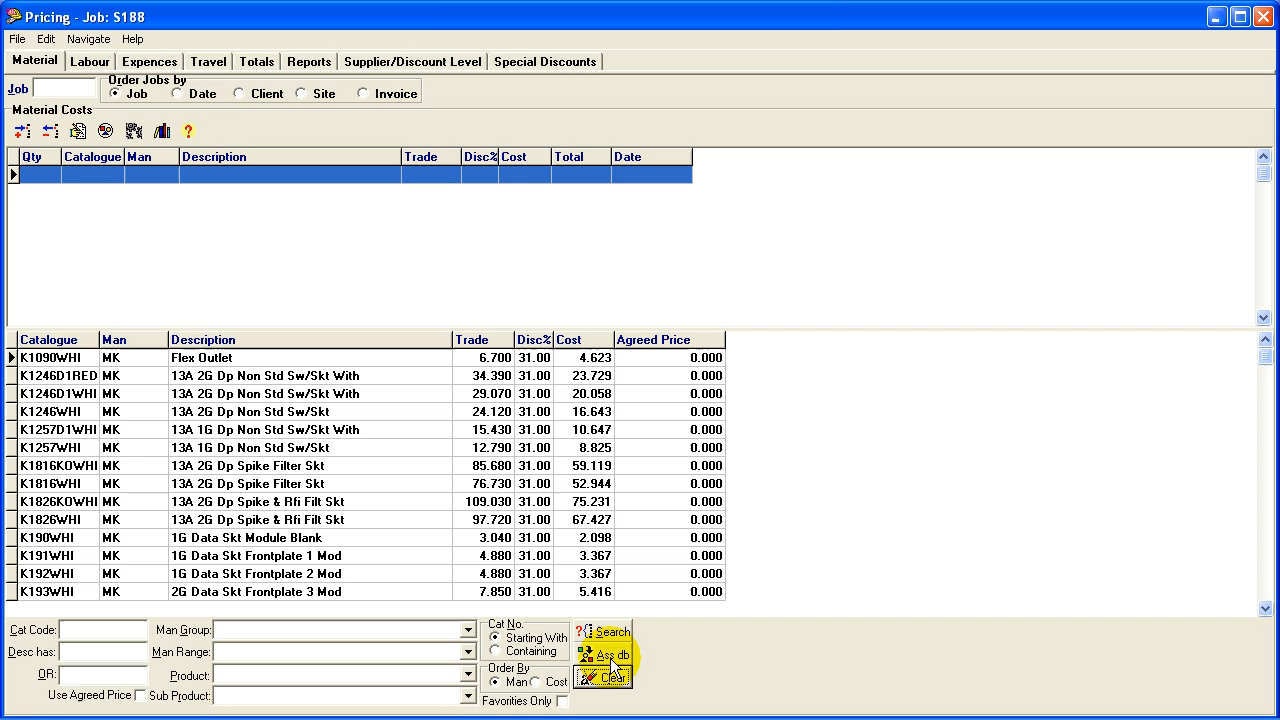 Pricing - Job: S188
File Edit Navigate Help
Material Labour Expences Travel Totals Reports Supplier/Discount Level Special Discounts
Job
Order Jobs by
Job Date Client Site Invoice
Material Costs
Qty Catalogue Man Description Trade Disc% Cost Total Date
Catalogue Man Description Trade Disc% Cost Agreed Price
K1090WHI MK Flex Outlet 6.700 31.00 4.623 0.000
K1246D1RED MK 13A 2G Dp Non Std Sw/Skt With 34.390 31.00 23.729 0.000
K1246D1WHI MK 13A 2G Dp Non Std Sw/Skt With 29.070 31.00 20.058 0.000
K1246WHI MK 13A 2G Dp Non Std Sw/Skt 24.120 31.00 16.643 0.000
K1257D1WHI MK 13A 1G Dp Non Std Sw/Skt With 15.430 31.00 10.647 0.000
K1257WHI MK 13A 1G Dp Non Std Sw/Skt 12.790 31.00 8.825 0.000
K1816KOWHI MK 13A 2G Dp Spike Filter Skt 85.680 31.00 59.119 0.000
K1816WHI MK 13A 2G Dp Spike Filter Skt 76.730 31.00 52.944 0.000
K1826KOWHI MK 13A 2G Dp Spike & Rfi Filt Skt 109.030 31.00 75.231 0.000
K1826WHI MK 13A 2G Dp Spike & Rfi Filt Skt 97.720 31.00 67.427 0.000
K190WHI MK 1G Data Skt Module Blank 3.040 31.00 2.098 0.000
K191WHI MK 1G Data Skt Frontplate 1 Mod 4.880 31.00 3.367 0.000
K192WHI MK 1G Data Skt Frontplate 2 Mod 4.880 31.00 3.367 0.000
K193WHI MK 2G Data Skt Frontplate 3 Mod 7.850 31.00 5.416 0.000
Cat Code: Man Group: Cat No. Starting With Search
Desc has: Man Range: Containing Ass db
OR: Product: Order By Man Cost Clear
Use Agreed Price Sub Product: Favorities Only